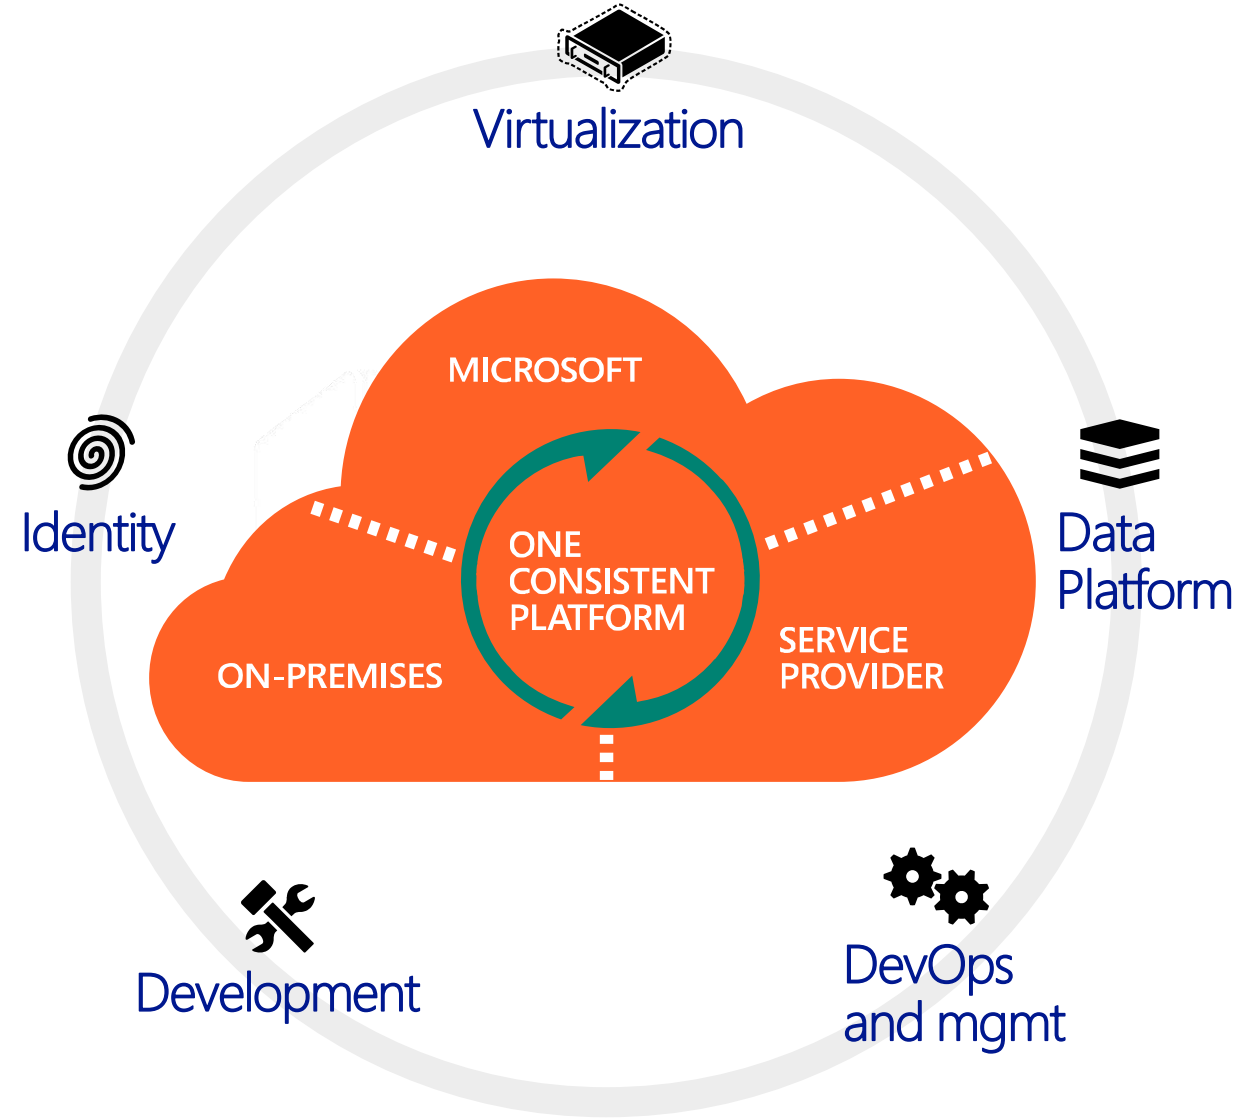 Virtualization
MICROSOFT
Identity
ONE
CONSISTENT
PLATFORM
Data
Platform
ON-PREMISES
SERVICE
PROVIDER
Development
DevOps
and mgmt